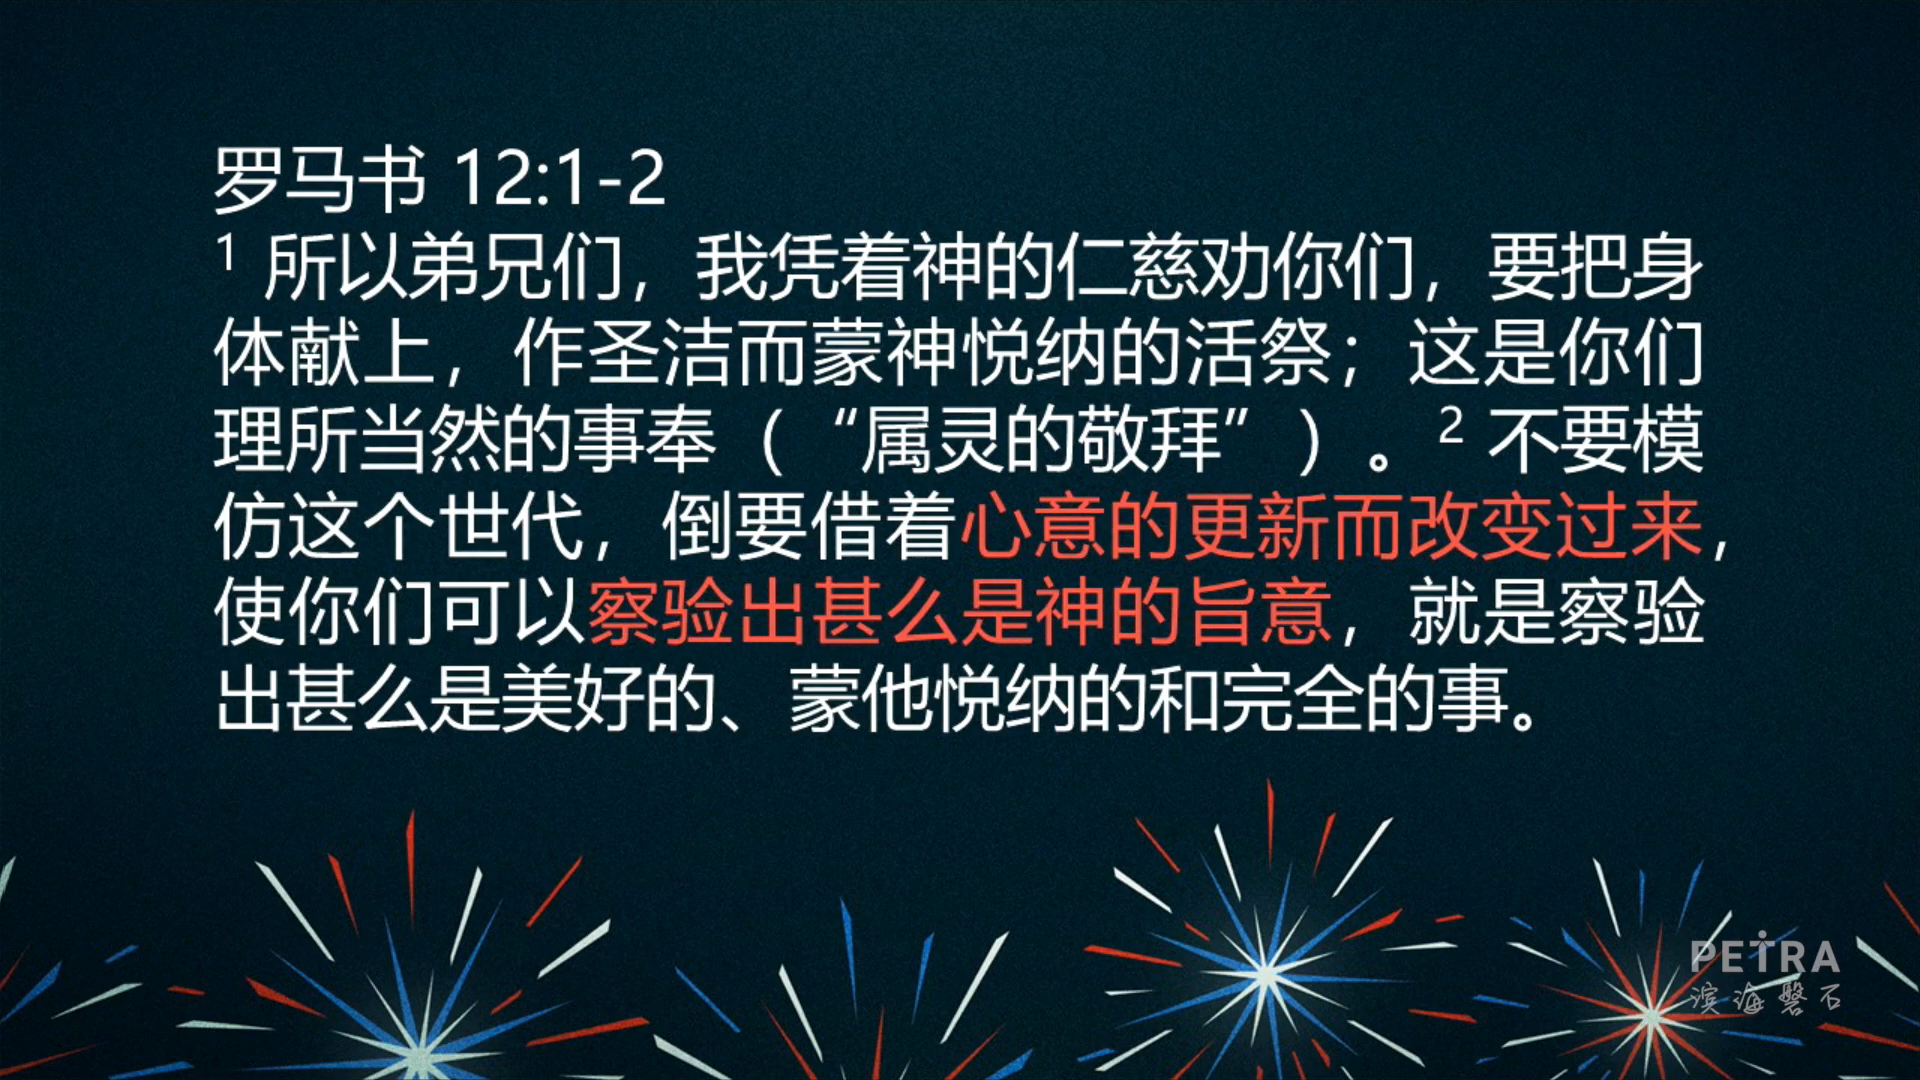 罗马书 12:1-2
1 所以弟兄们，我凭着神的仁慈劝你们，要把身
体献上，作圣洁而蒙神悦纳的活祭；这是你们
理所当然的事奉（“属灵的敬拜”）。2 不要模
仿这个世代，倒要借着心意的更新而改变过来，
使你们可以察验出甚么是神的旨意，就是察验
出甚么是美好的、蒙他悦纳的和完全的事。
PETRA
滨海磐石